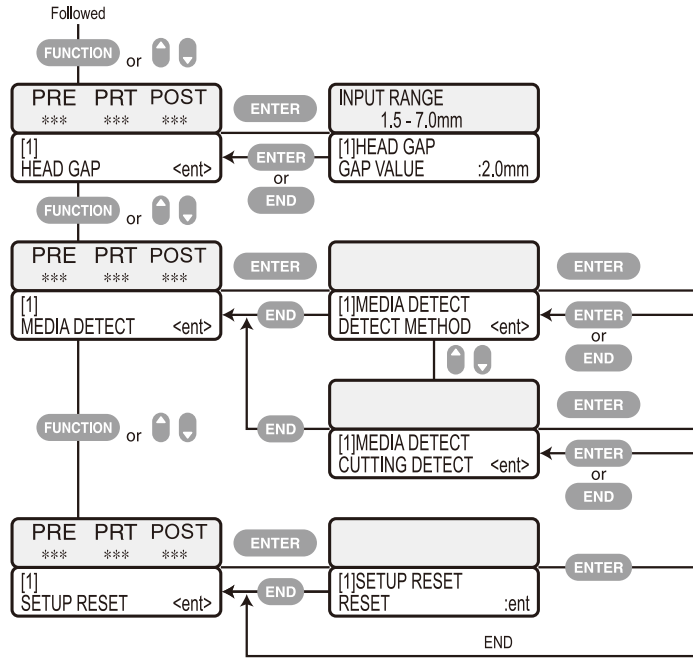 Followed
FUNCTION or
PRE PRT POST
*** *** ***
[1]
HEAD GAP <ent>
ENTER
ENTER
or
END
INPUT RANGE
1.5 - 7.0mm
[1]HEAD GAP
GAP VALUE :2.0mm
FUNCTION or
PRE PRT POST
*** *** ***
[1]
MEDIA DETECT <ent>
ENTER
END
[1]MEDIA DETECT
DETECT METHOD <ent>
ENTER
ENTER
or
END
FUNCTION or
END
[1]MEDIA DETECT
CUTTING DETECT <ent>
ENTER
ENTER
or
END
PRE PRT POST
*** *** ***
[1]
SETUP RESET <ent>
ENTER
END
[1]SETUP RESET
RESET :ent
ENTER
END